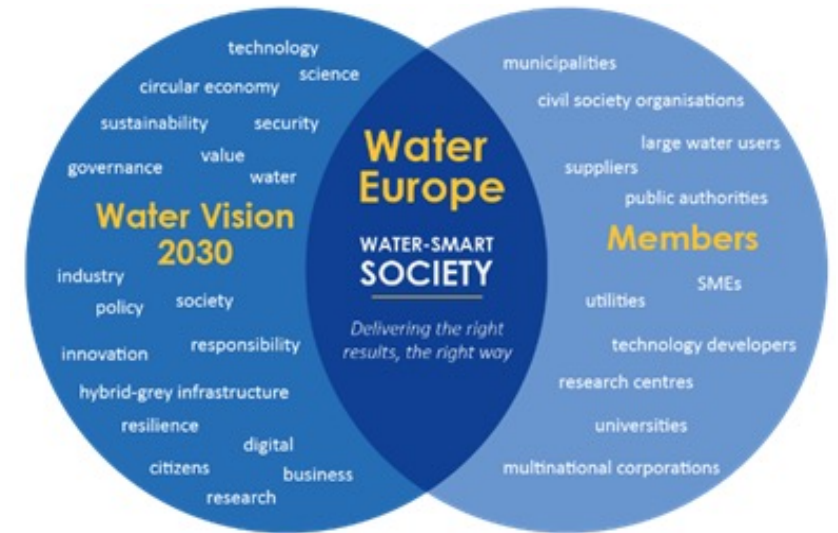 technology
science
circular economy
sustainability
security
value
governance
water
Water Vision
2030
industry
policy
society
innovation
responsibility
hybrid-grey infrastructure
resilience
digital
citizens
business
research
Water
Europe
WATER-SMART
SOCIETY
Delivering the right
results, the right way
municipalities
civil society organisations
large water users
suppliers
public authorities
Members
SMEs
utilities
technology developers
research centres
universities
multinational corporations